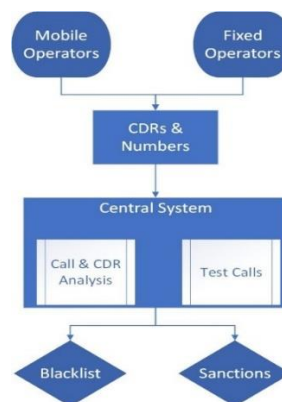 Mobile
Operators
Fixed
Operators
CDRs &
Numbers
Central System
Call & CDR
Analysis
Test Calls
Blacklist
Sanctions